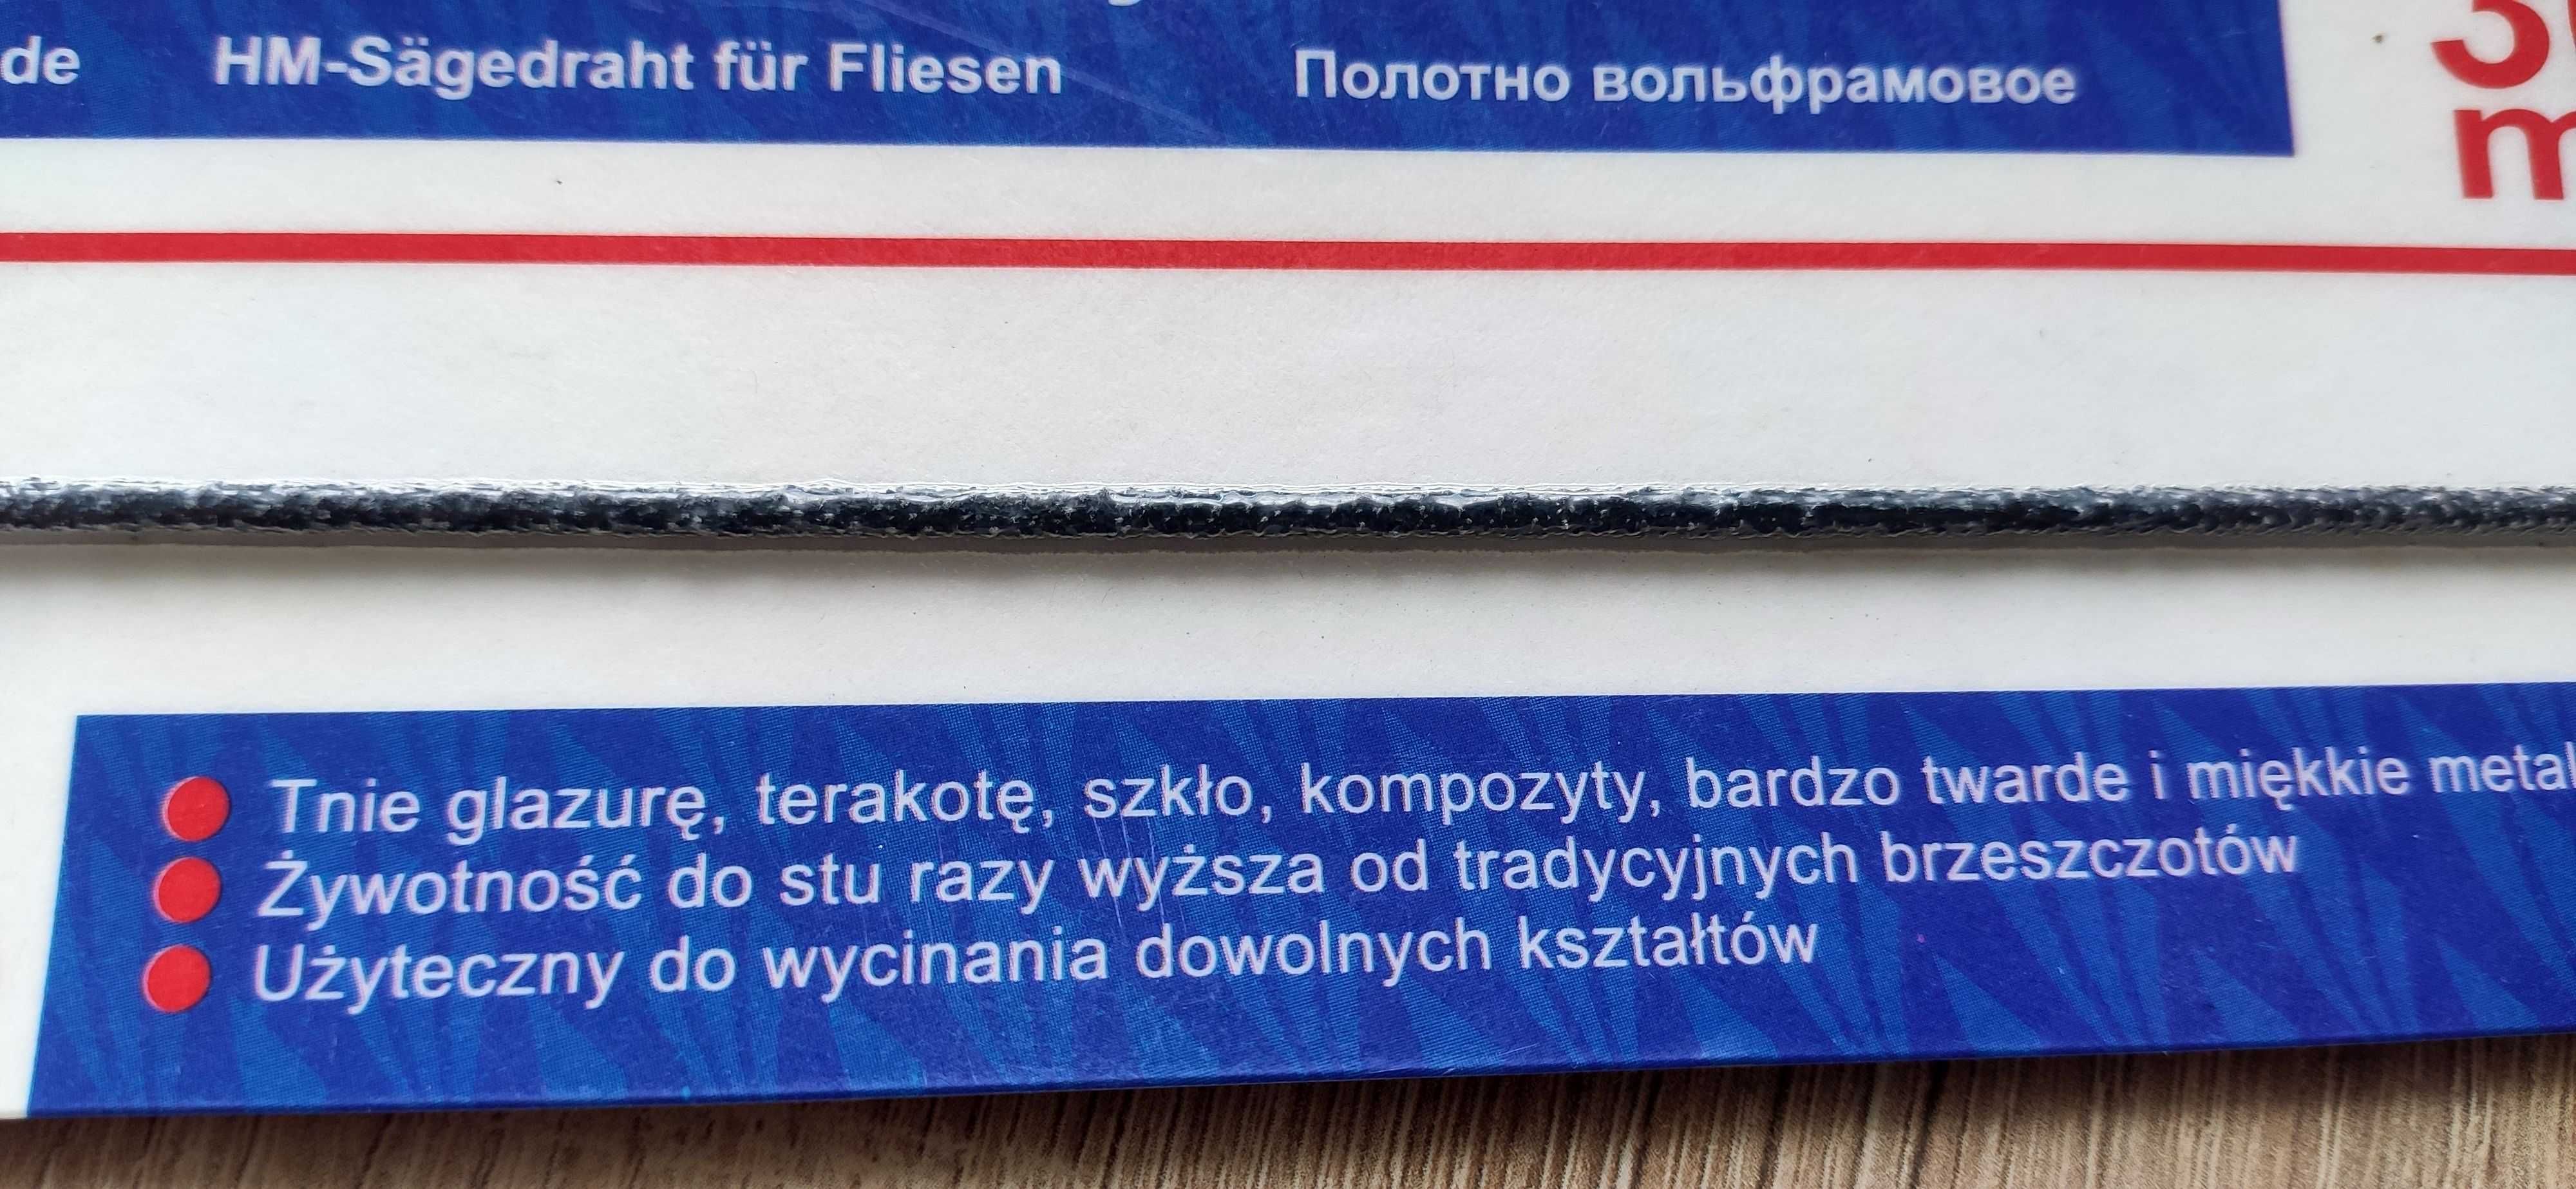 de HM-Sägedraht für Fliesen Полотно вольфрамовое
Tnie glazurę, terakotę, szkło, kompozyty, bardzo twarde i miękkie metal
Żywotność do stu razy wyższa od tradycyjnych brzeszczotów
Użyteczny do wycinania dowolnych kształtów